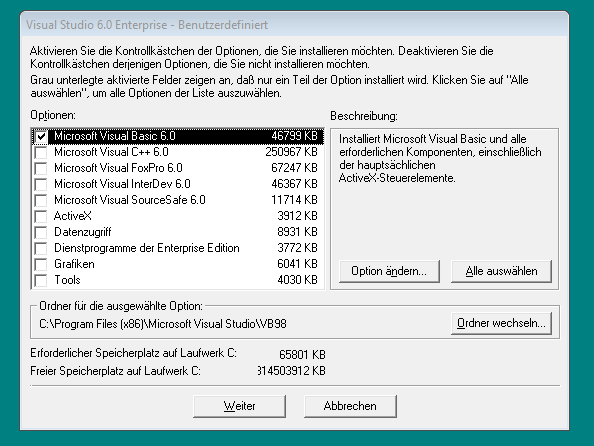 Visual Studio 6.0 Enterprise - Benutzerdefiniert
Aktivieren Sie die Kontrollkästchen der Optionen, die Sie installieren möchten. Deaktivieren Sie die
Kontrollkästchen derjenigen Optionen, die Sie nicht installieren möchten.
Grau unterlegte aktivierte Felder zeigen an, daß nur ein Teil der Option installiert wird. Klicken Sie auf "Alle
auswählen", um alle Optionen der Liste auszuwählen.
Optionen:
Microsoft Visual Basic 6.0 46799 KB
Microsoft Visual C++ 6.0 250967 KB
Microsoft Visual FoxPro 6.0 67247 KB
Microsoft Visual InterDev 6.0 46367 KB
Microsoft Visual SourceSafe 6.0 11714 KB
ActiveX 3912 KB
Datenzugriff 8931 KB
Dienstprogramme der Enterprise Edition 3772 KB
Grafiken 6041 KB
Tools 4030 KB
Beschreibung:
Installiert Microsoft Visual Basic und alle
erforderlichen Komponenten, einschließlich
der hauptsächlichen
ActiveX-Steuerelemente.
Option ändern...
Alle auswählen
Ordner für die ausgewählte Option:
C:\Program Files (x86)\Microsoft Visual Studio\VB98
Ordner wechseln...
Erforderlicher Speicherplatz auf Laufwerk C: 65801 KB
Freier Speicherplatz auf Laufwerk C: 314503912 KB
Weiter
Abbrechen